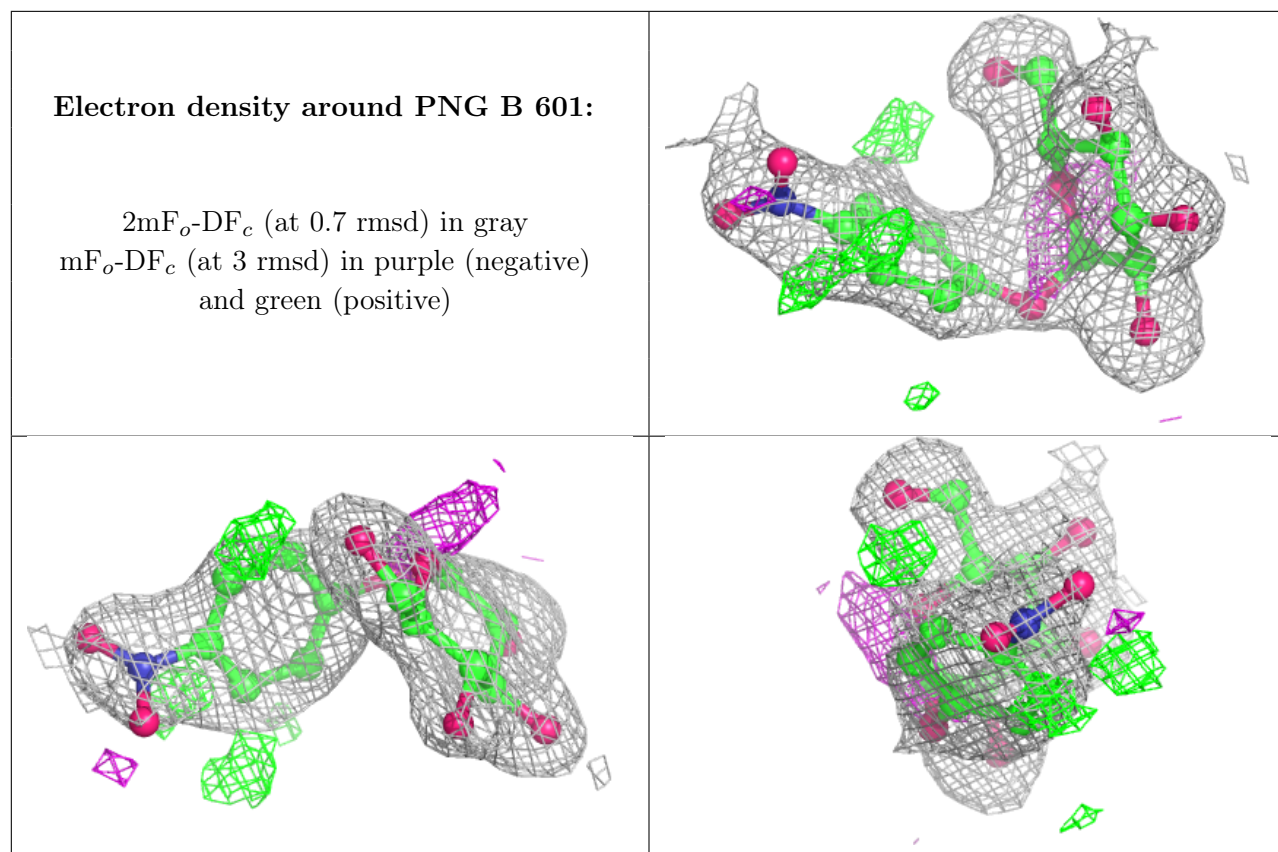 Electron density around PNG B 601:
2mFo-DFc (at 0.7 rmsd) in gray
mFo-DFc (at 3 rmsd) in purple (negative)
and green (positive)